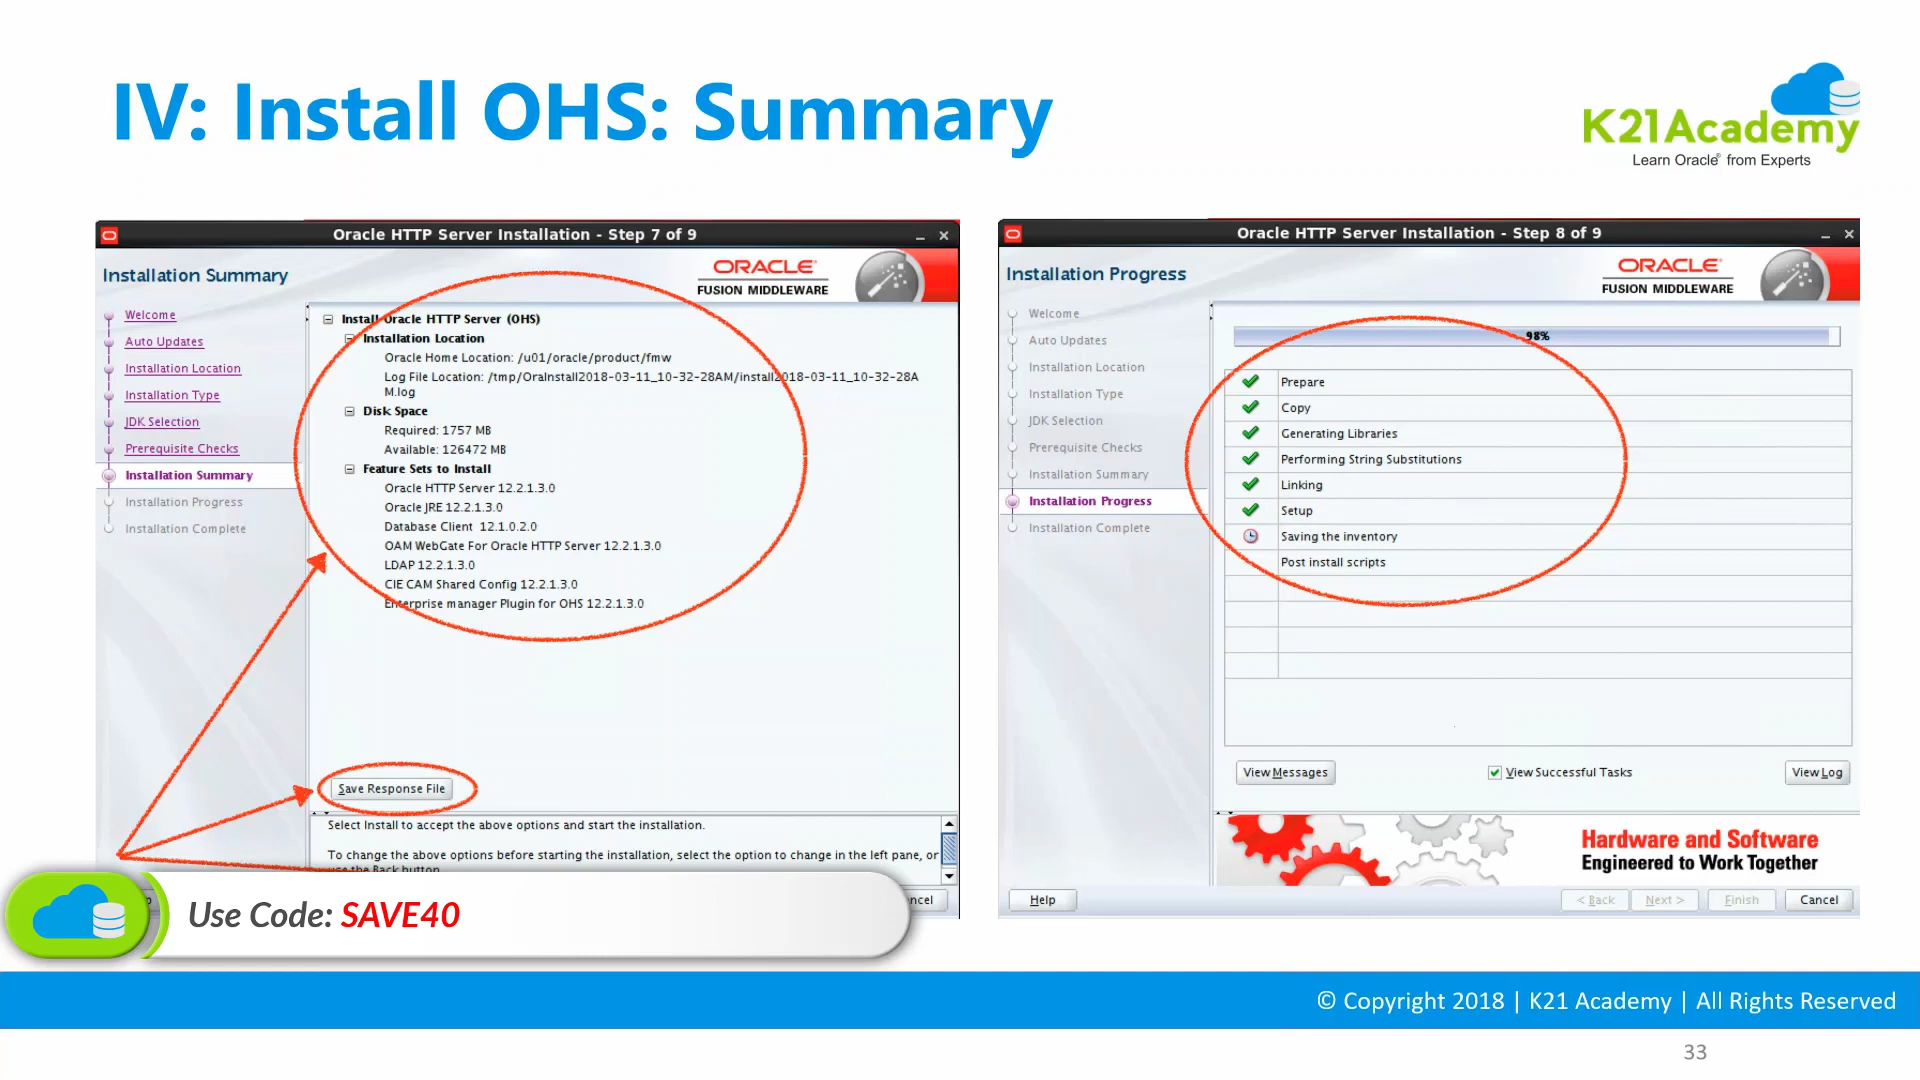 IV: Install OHS: Summary
K21Academy
Learn Oracle® from Experts
Oracle HTTP Server Installation - Step 7 of 9
Installation Summary
ORACLE®
FUSION MIDDLEWARE
Welcome
Auto Updates
Installation Location
Installation Type
JDK Selection
Prerequisite Checks
Installation Summary
Installation Progress
Installation Complete
Install Oracle HTTP Server (OHS)
Installation Location
Oracle Home Location: /u01/oracle/product/fmw
Log File Location: /tmp/OraInstall2018-03-11_10-32-28AM/install2018-03-11_10-32-28A
M.log
Disk Space
Required: 1757 MB
Available: 126472 MB
Feature Sets to Install
Oracle HTTP Server 12.2.1.3.0
Oracle JRE 12.2.1.3.0
Database Client 12.1.0.2.0
OAM WebGate For Oracle HTTP Server 12.2.1.3.0
LDAP 12.2.1.3.0
CIE CAM Shared Config 12.2.1.3.0
Enterprise manager Plugin for OHS 12.2.1.3.0
Save Response File
Select Install to accept the above options and start the installation.
To change the above options before starting the installation, select the option to change in the left pane, or
use the Back button
Oracle HTTP Server Installation - Step 8 of 9
Installation Progress
ORACLE®
FUSION MIDDLEWARE
Welcome
Auto Updates
Installation Location
Installation Type
JDK Selection
Prerequisite Checks
Installation Summary
Installation Progress
Installation Complete
98%
Prepare
Copy
Generating Libraries
Performing String Substitutions
Linking
Setup
Saving the inventory
Post install scripts
View Messages
View Successful Tasks
View Log
Hardware and Software
Engineered to Work Together
Help
< Back
Next >
Finish
Cancel
Use Code: SAVE40
© Copyright 2018 | K21 Academy | All Rights Reserved
33